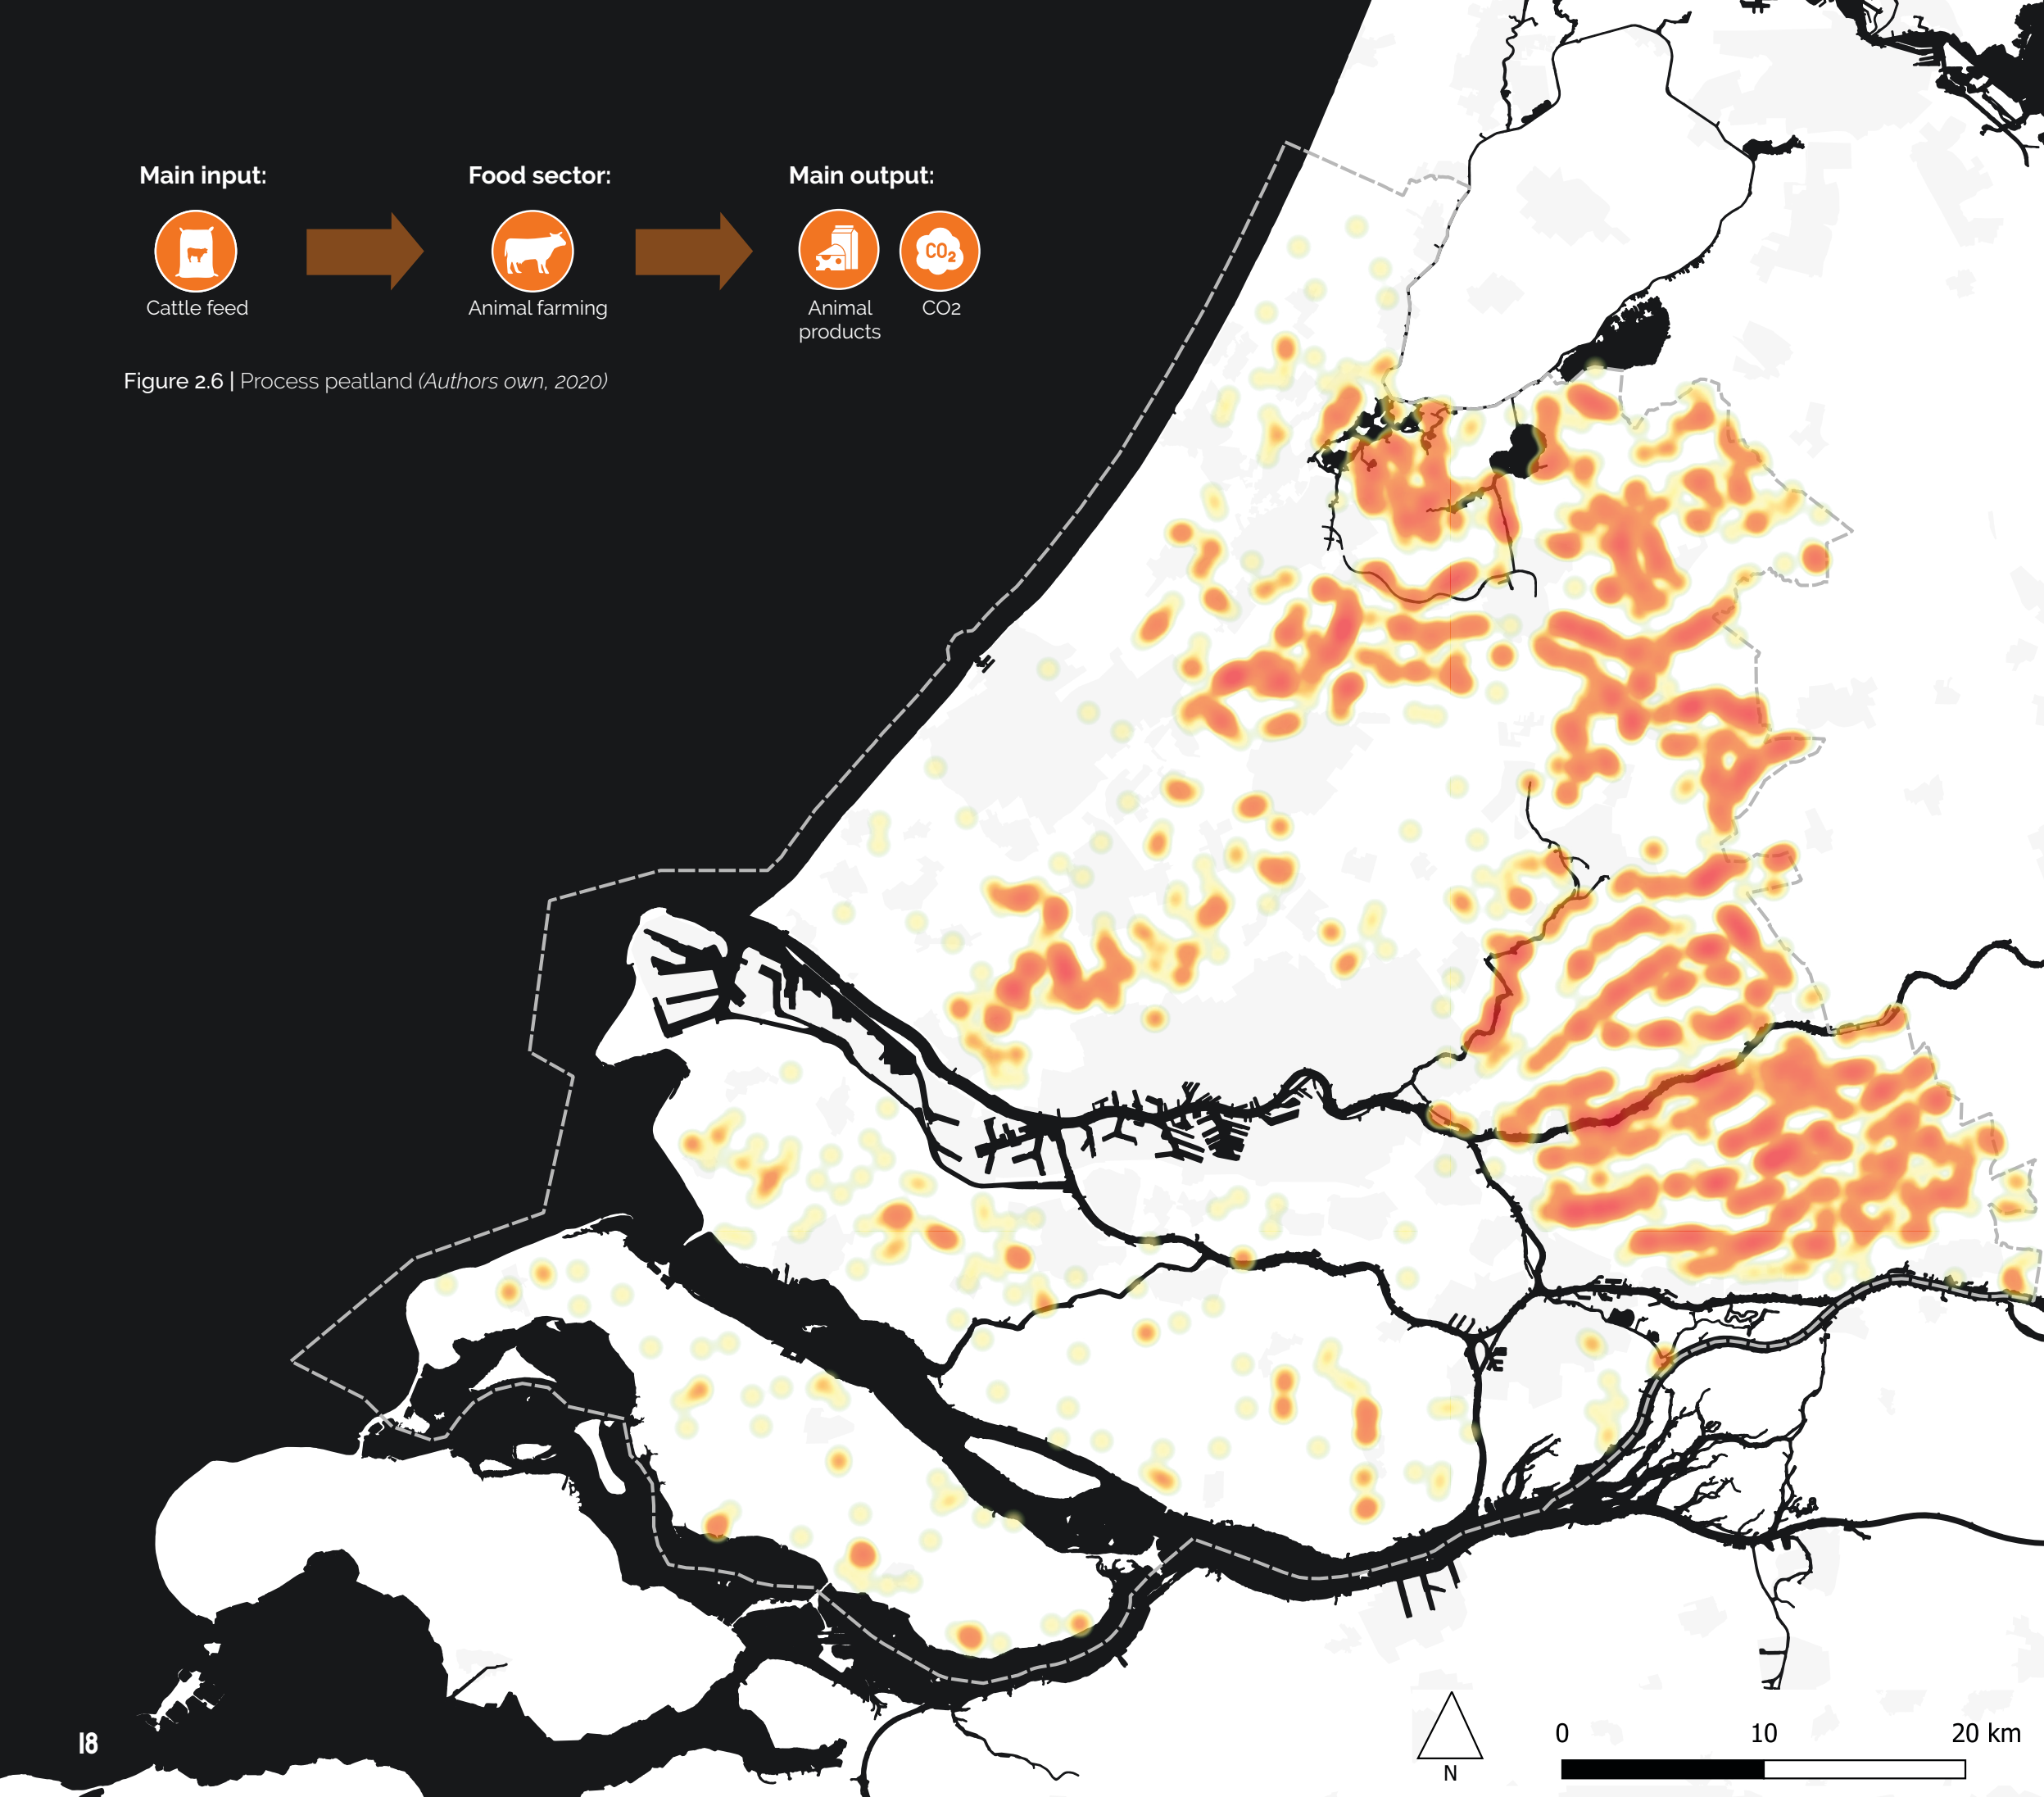 Main input:
Food sector:
Main output:
CO2
Cattle feed
Animal farming
Animal
products
CO2
Figure 2.6 | Process peatland (Authors own, 2020)
18
N
0 10 20 km